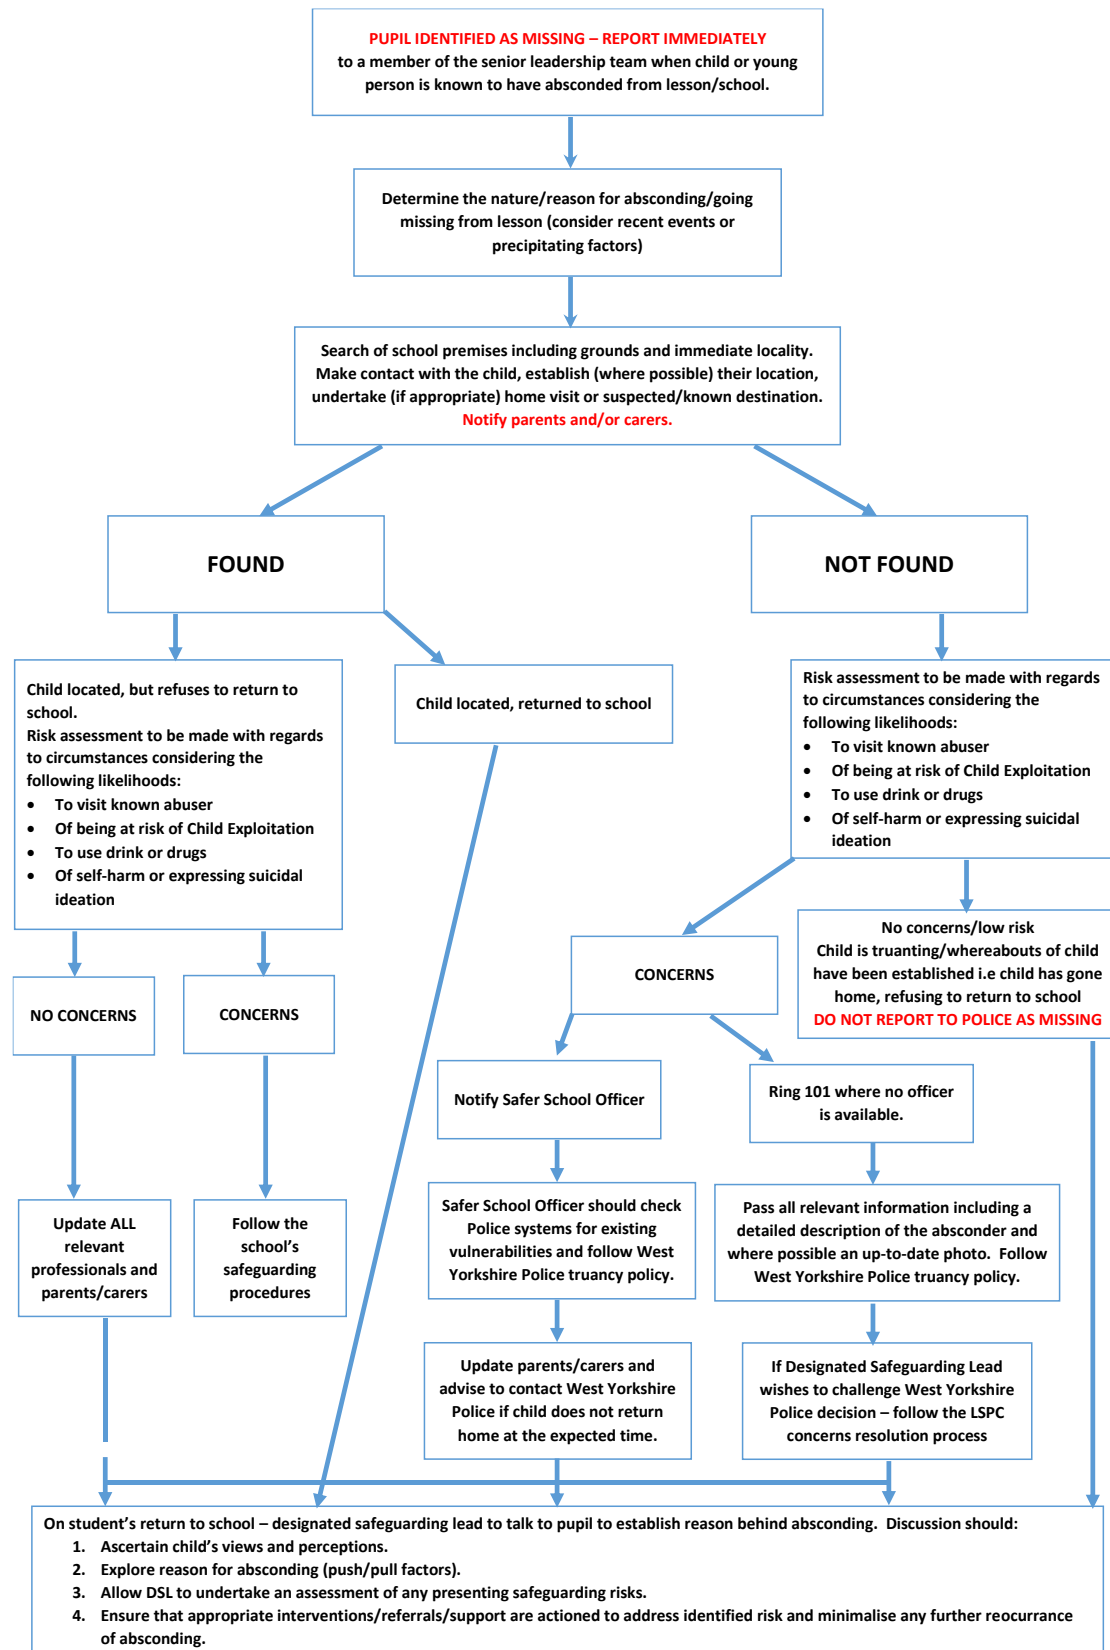 PUPIL IDENTIFIED AS MISSING – REPORT IMMEDIATELY
to a member of the senior leadership team when child or young
person is known to have absconded from lesson/school.
Determine the nature/reason for absconding/going
missing from lesson (consider recent events or
precipitating factors)
Search of school premises including grounds and immediate locality.
Make contact with the child, establish (where possible) their location,
undertake (if appropriate) home visit or suspected/known destination.
Notify parents and/or carers.
FOUND
NOT FOUND
Child located, but refuses to return to
school.
Risk assessment to be made with regards
to circumstances considering the
following likelihoods:
• To visit known abuser
• Of being at risk of Child Exploitation
• To use drink or drugs
• Of self-harm or expressing suicidal
ideation
Child located, returned to school
Risk assessment to be made with regards
to circumstances considering the
following likelihoods:
• To visit known abuser
• Of being at risk of Child Exploitation
• To use drink or drugs
• Of self-harm or expressing suicidal
ideation
NO CONCERNS
CONCERNS
CONCERNS
No concerns/low risk
Child is truanting/whereabouts of child
have been established i.e child has gone
home, refusing to return to school
DO NOT REPORT TO POLICE AS MISSING
Notify Safer School Officer
Ring 101 where no officer
is available.
Update ALL
relevant
professionals and
parents/carers
Follow the
school's
safeguarding
procedures
Safer School Officer should check
Police systems for existing
vulnerabilities and follow West
Yorkshire Police truancy policy.
Pass all relevant information including a
detailed description of the absconder and
where possible an up-to-date photo. Follow
West Yorkshire Police truancy policy.
Update parents/carers and
advise to contact West Yorkshire
Police if child does not return
home at the expected time.
If Designated Safeguarding Lead
wishes to challenge West Yorkshire
Police decision – follow the LSPC
concerns resolution process
On student's return to school – designated safeguarding lead to talk to pupil to establish reason behind absconding. Discussion should:
1. Ascertain child's views and perceptions.
2. Explore reason for absconding (push/pull factors).
3. Allow DSL to undertake an assessment of any presenting safeguarding risks.
4. Ensure that appropriate interventions/referrals/support are actioned to address identified risk and minimalise any further reocurrance
of absconding.